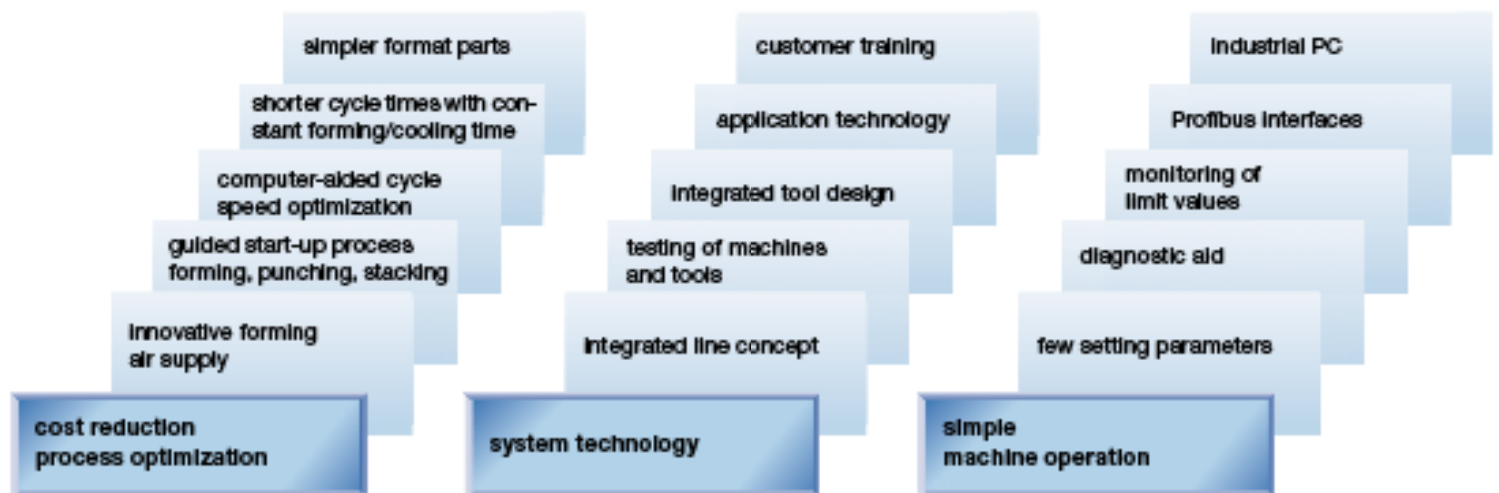 simpler format parts
shorter cycle times with con-
stant forming/cooling time
computer-aided cycle
speed optimization
guided start-up process
forming, punching, stacking
innovative forming
air supply
cost reduction
process optimization
customer training
application technology
integrated tool design
testing of machines
and tools
integrated line concept
system technology
industrial PC
Profibus interfaces
monitoring of
limit values
diagnostic aid
few setting parameters
simple
machine operation